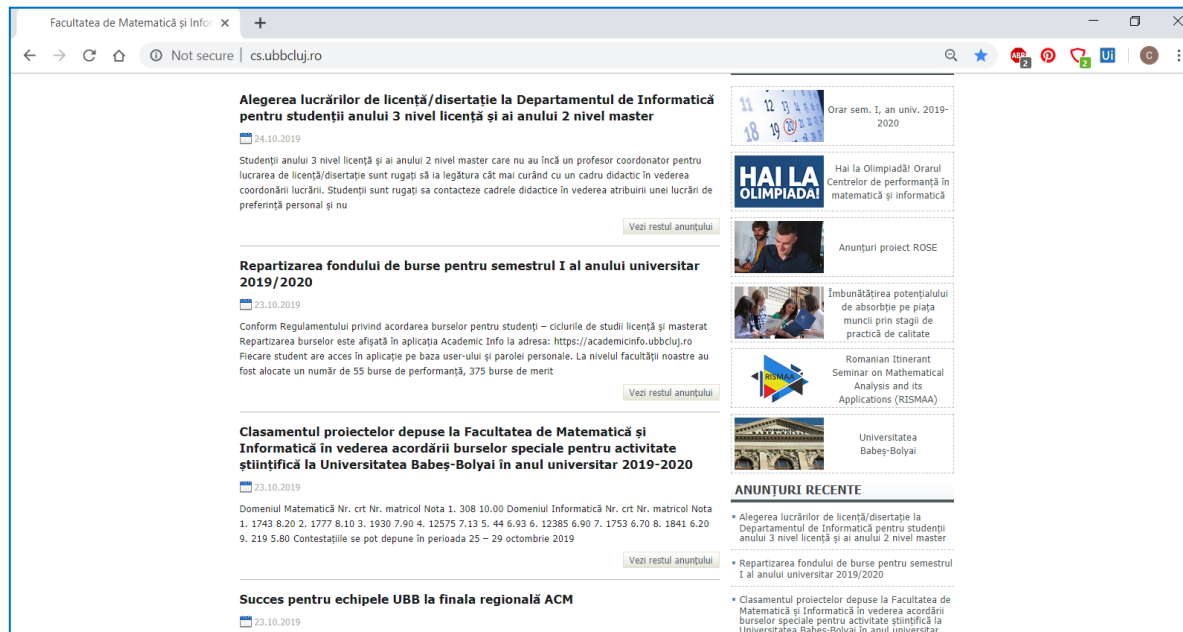 Facultatea de Matematică și Infor
Not secure | cs.ubbcluj.ro
ABP
2
2
Ui
C
Alegerea lucrărilor de licență/disertație la Departamentul de Informatică
pentru studenții anului 3 nivel licență și ai anului 2 nivel master
24.10.2019
Studenții anului 3 nivel licență și ai anului 2 nivel master care nu au încă un profesor coordonator pentru
lucrarea de licență/disertație sunt rugați să ia legătura cât mai curând cu un cadru didactic în vederea
coordonării lucrării. Studenții sunt rugați sa contacteze cadrele didactice în vederea atribuirii unei lucrări de
preferință personal și nu
Vezi restul anunțului
Repartizarea fondului de burse pentru semestrul I al anului universitar
2019/2020
23.10.2019
Conform Regulamentului privind acordarea burselor pentru studenți – ciclurile de studii licență și masterat
Repartizarea burselor este afișată în aplicația Academic Info la adresa: https://academicinfo.ubbcluj.ro
Fiecare student are acces în aplicație pe baza user-ului și parolei personale. La nivelul facultății noastre au
fost alocate un număr de 55 burse de performanță, 375 burse de merit
Vezi restul anunțului
Clasamentul proiectelor depuse la Facultatea de Matematică și
Informatică în vederea acordării burselor speciale pentru activitate
științifică la Universitatea Babeș-Bolyai în anul universitar 2019-2020
23.10.2019
Domeniul Matematică Nr. crt Nr. matricol Nota 1. 308 10.00 Domeniul Informatică Nr. crt Nr. matricol Nota
1. 1743 8.20 2. 1777 8.10 3. 1930 7.90 4. 12575 7.13 5. 44 6.93 6. 12385 6.90 7. 1753 6.70 8. 1841 6.20
9. 219 5.80 Contestațiile se pot depune în perioada 25 – 29 octombrie 2019
Vezi restul anunțului
Succes pentru echipele UBB la finala regională ACM
23.10.2019
11 12 13
18 19 20
Orar sem. I, an univ. 2019-
2020
HAI LA
OLIMPIADĂ!
Hai la Olimpiadă! Orarul
Centrelor de performanță în
matematică și informatică
Anunțuri proiect ROSE
Îmbunătățirea potențialului
de absorbție pe piața
muncii prin stagii de
practică de calitate
RISMAA
Romanian Itinerant
Seminar on Mathematical
Analysis and its
Applications (RISMAA)
Universitatea
Babeș-Bolyai
ANUNȚURI RECENTE
Alegerea lucrărilor de licență/disertație la
Departamentul de Informatică pentru studenții
anului 3 nivel licență și ai anului 2 nivel master
Repartizarea fondului de burse pentru semestrul
I al anului universitar 2019/2020
Clasamentul proiectelor depuse la Facultatea de
Matematică și Informatică în vederea acordării
burselor speciale pentru activitate științifică la
Universitatea Babeș-Bolyai în anul universitar